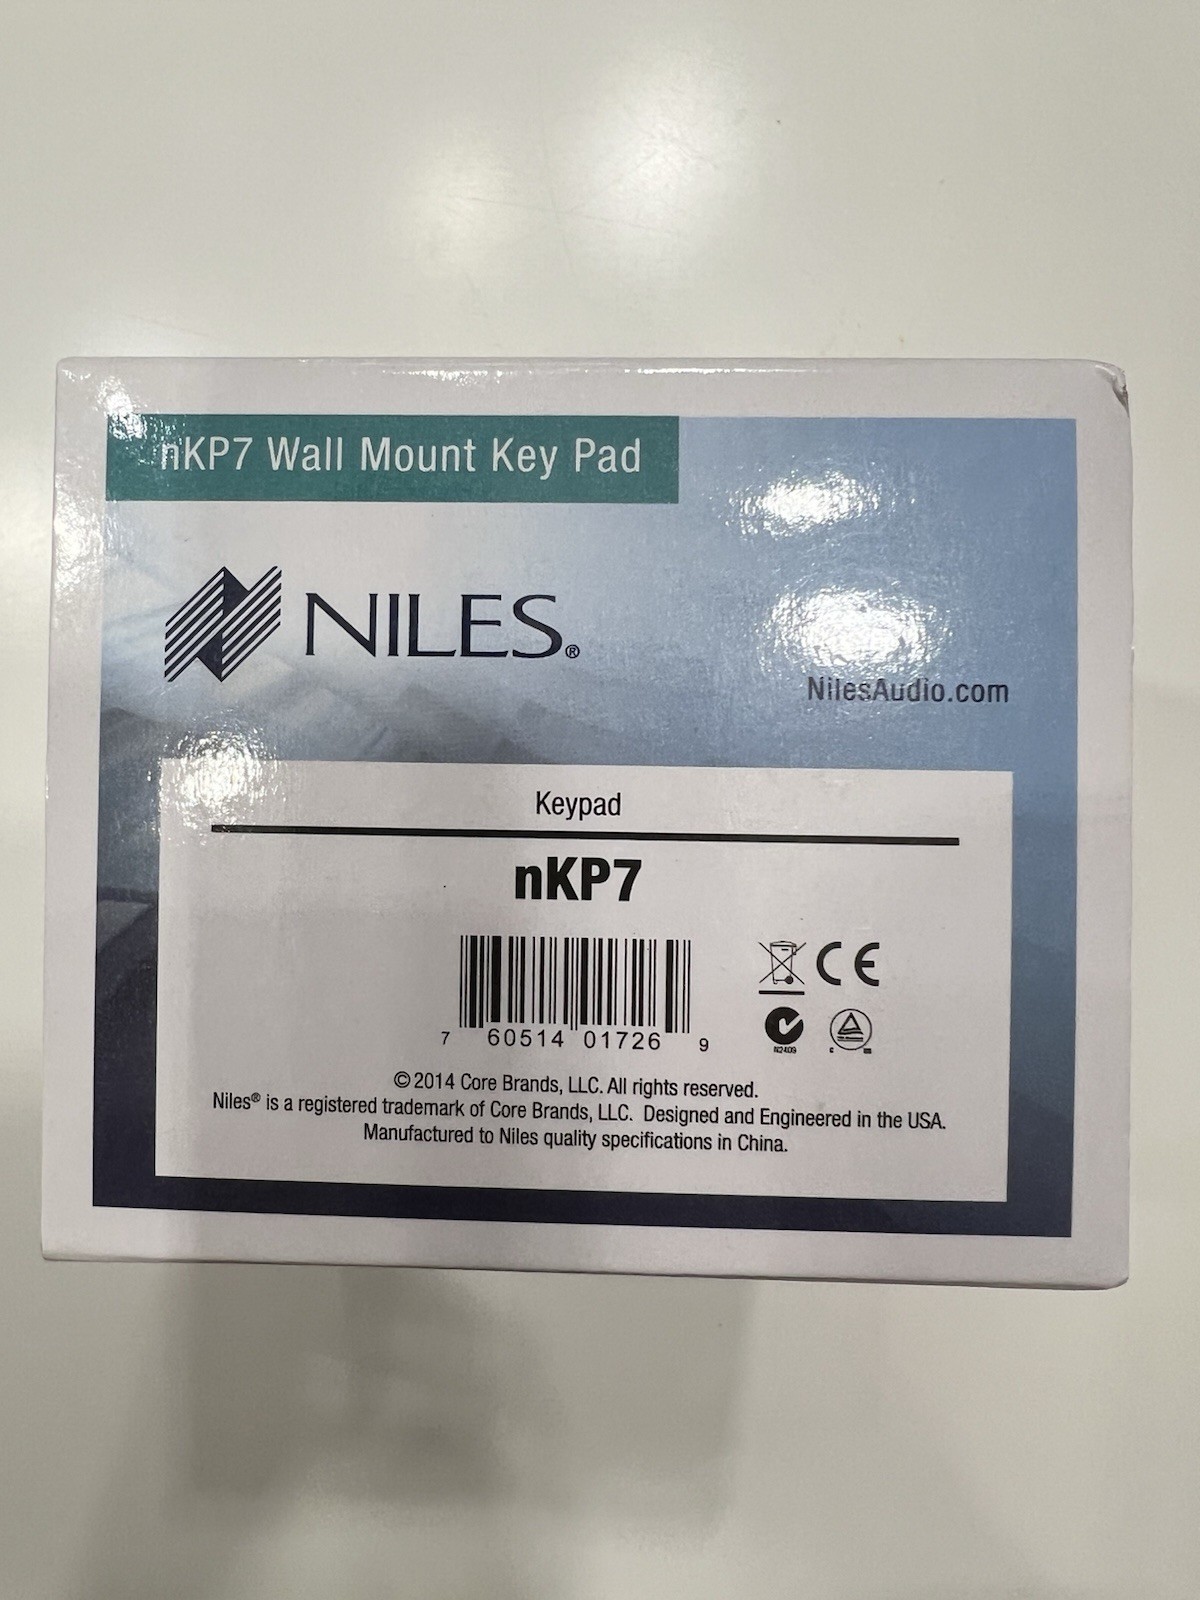 nKP7 Wall Mount Key Pad
NILES®
NilesAudio.com
Keypad
nKP7
7 60514 01726 9
CE
N2409
© 2014 Core Brands, LLC. All rights reserved.
Niles® is a registered trademark of Core Brands, LLC. Designed and Engineered in the USA.
Manufactured to Niles quality specifications in China.